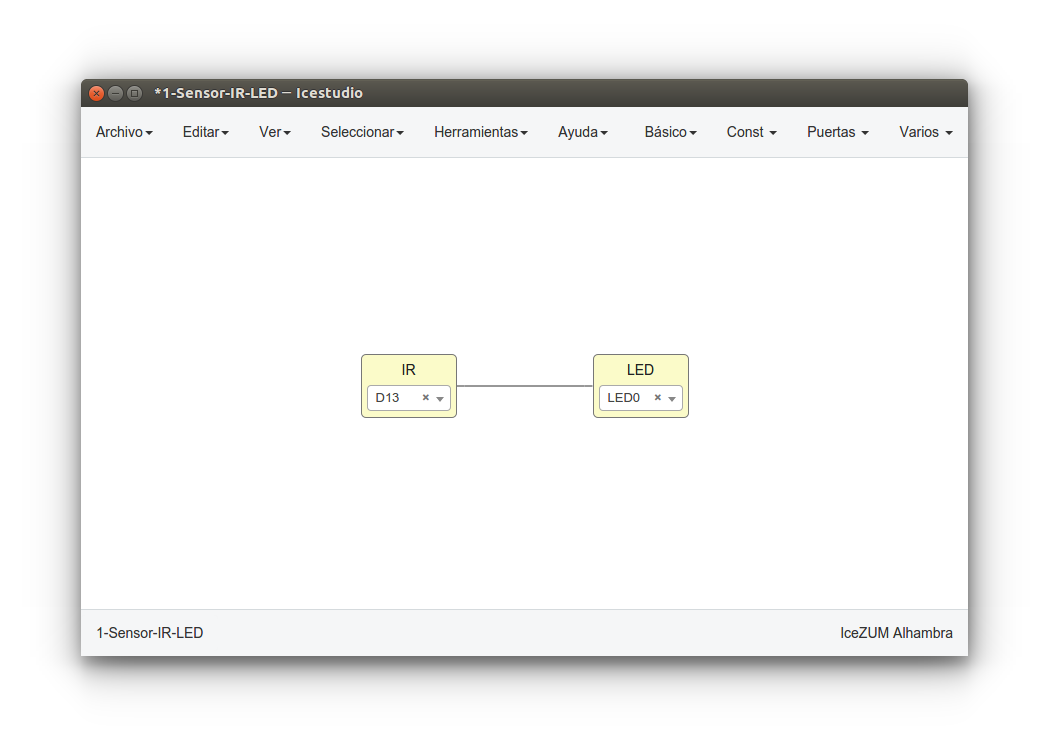 *1-Sensor-IR-LED — Icestudio
Archivo Editar Ver Seleccionar Herramientas Ayuda Básico Const Puertas Varios
IR LED
D13 LED0
1-Sensor-IR-LED IceZUM Alhambra